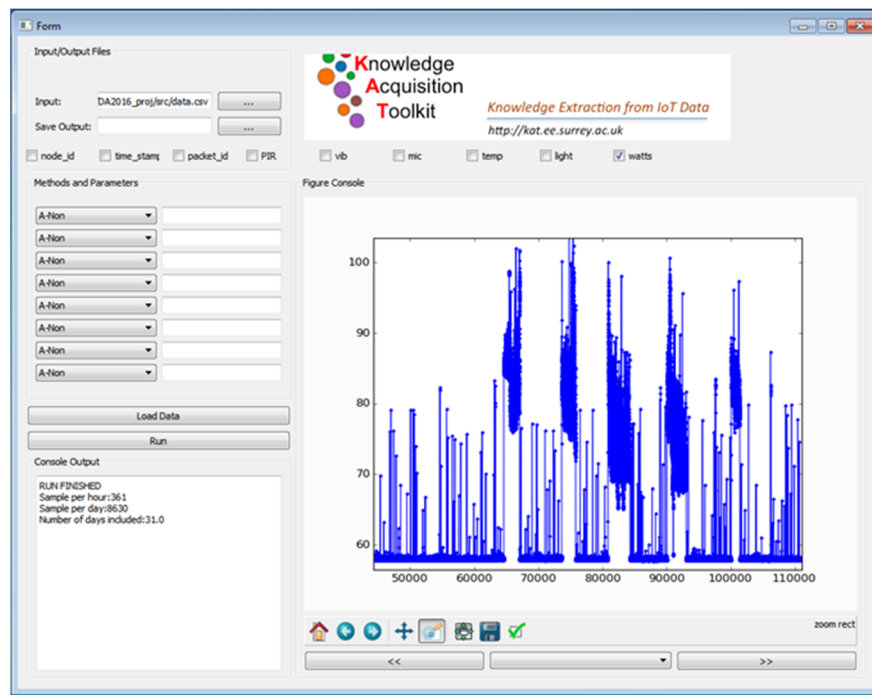 Form
Input/Output Files
Input: DA2016_proj/src/data.csv ...
Save Output: ...
Knowledge
Acquisition
Toolkit
Knowledge Extraction from IoT Data
http://kat.ee.surrey.ac.uk
node_id time_stamp packet_id PIR vib mic temp light watts
Methods and Parameters
A-Non
A-Non
A-Non
A-Non
A-Non
A-Non
A-Non
A-Non
Load Data
Run
Console Output
RUN FINISHED
Sample per hour:361
Sample per day:8630
Number of days included:31.0
Figure Console
100
90
80
70
60
50000 60000 70000 80000 90000 100000 110000
zoom rect
<< >>